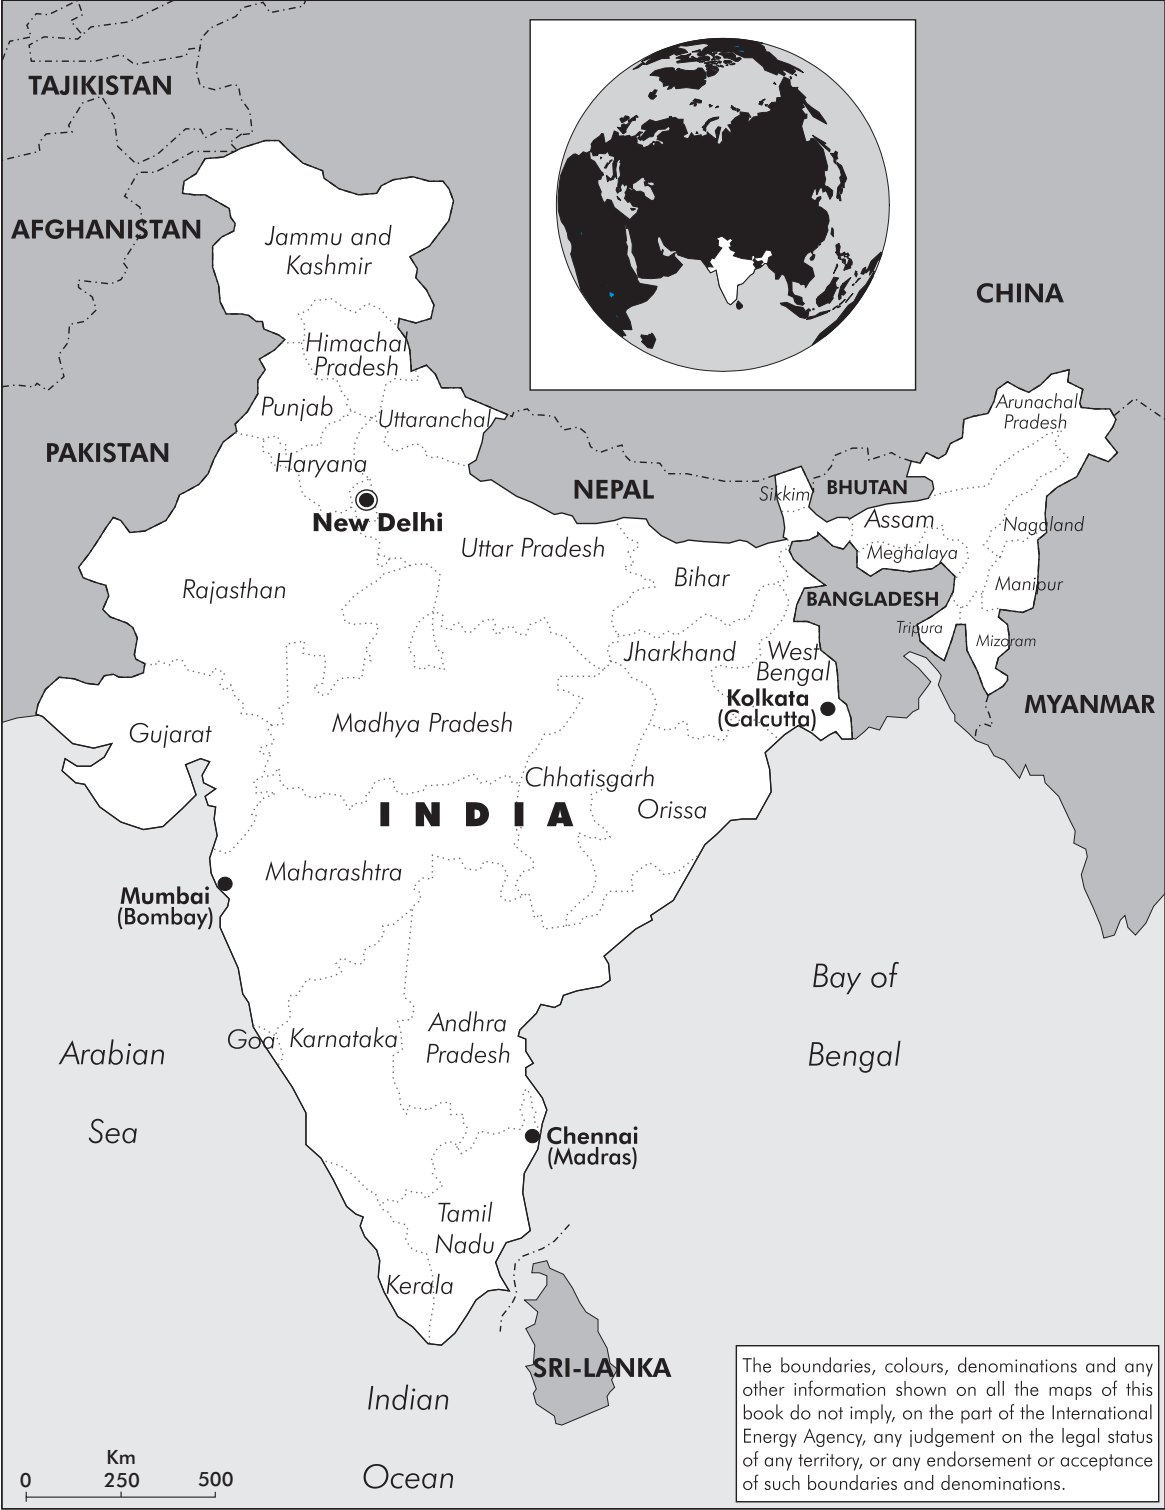 TAJIKISTAN
AFGHANISTAN
Jammu and
Kashmir
CHINA
Himachal
Pradesh
Punjab
Uttaranchal
Arunachal
Pradesh
PAKISTAN
Haryana
NEPAL
Sikkim
BHUTAN
New Delhi
Assam
Nagaland
Uttar Pradesh
Meghalaya
Bihar
Rajasthan
Manipur
BANGLADESH
Tripura
Mizoram
Jharkhand
West
Bengal
Kolkata
(Calcutta)
MYANMAR
Madhya Pradesh
Gujarat
Chhatisgarh
INDIA
Orissa
Maharashtra
Mumbai
(Bombay)
Bay of
Bengal
Arabian
Sea
Goa
Karnataka
Andhra
Pradesh
Chennai
(Madras)
Tamil
Nadu
Kerala
SRI-LANKA
Indian
Ocean
Km
0 250 500
The boundaries, colours, denominations and any
other information shown on all the maps of this
book do not imply, on the part of the International
Energy Agency, any judgement on the legal status
of any territory, or any endorsement or acceptance
of such boundaries and denominations.